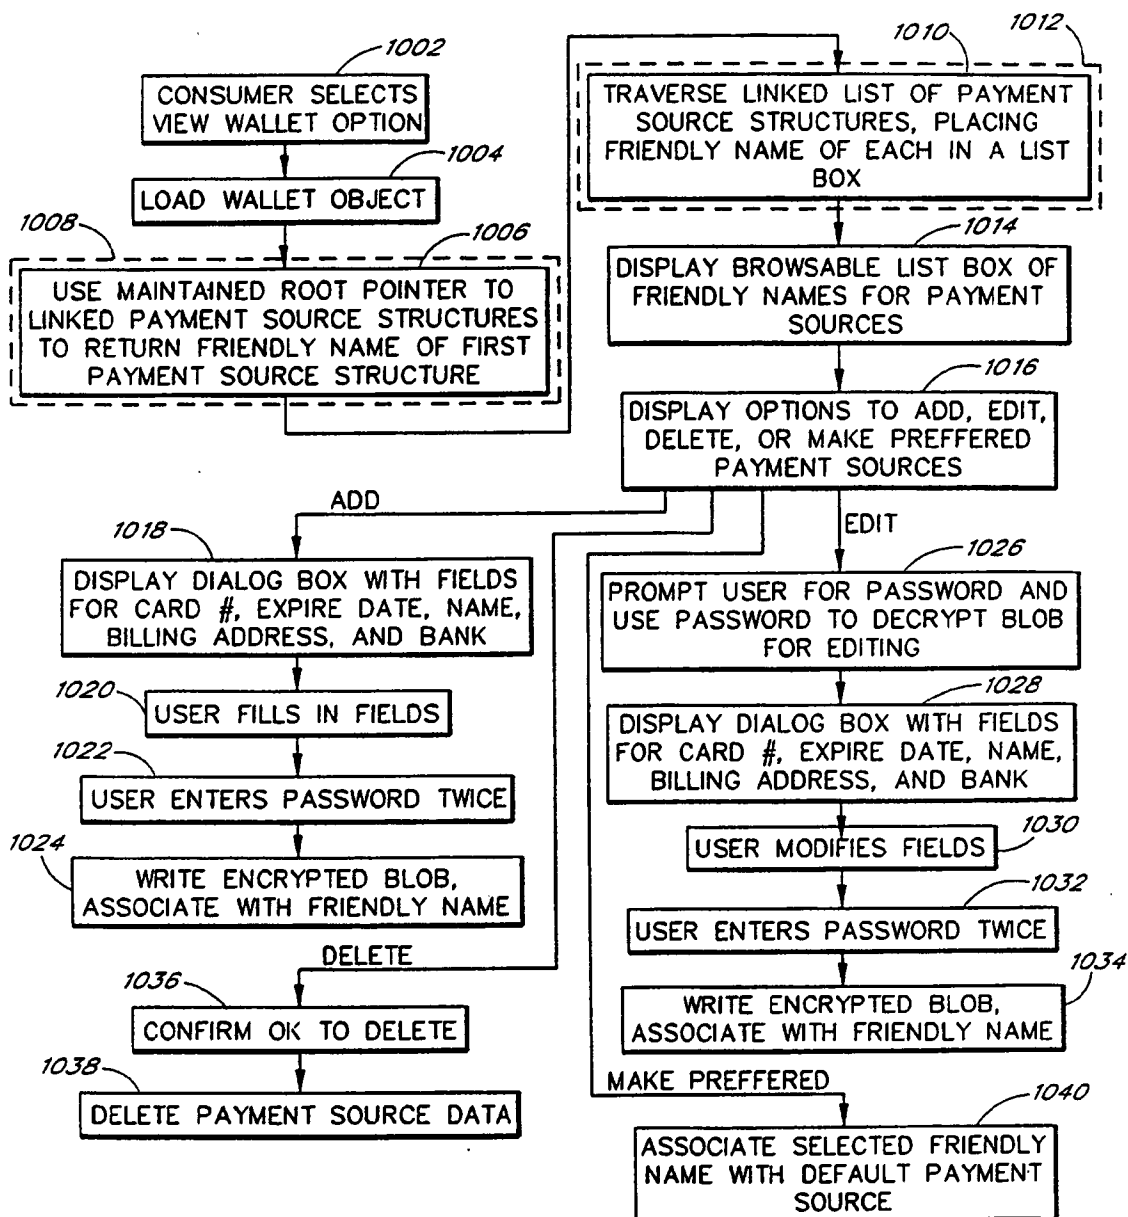 1002
CONSUMER SELECTS
VIEW WALLET OPTION
1004
LOAD WALLET OBJECT
1008
1006
USE MAINTAINED ROOT POINTER TO
LINKED PAYMENT SOURCE STRUCTURES
TO RETURN FRIENDLY NAME OF FIRST
PAYMENT SOURCE STRUCTURE
1010
1012
TRAVERSE LINKED LIST OF PAYMENT
SOURCE STRUCTURES, PLACING
FRIENDLY NAME OF EACH IN A LIST
BOX
1014
DISPLAY BROWSABLE LIST BOX OF
FRIENDLY NAMES FOR PAYMENT
SOURCES
1016
DISPLAY OPTIONS TO ADD, EDIT,
DELETE, OR MAKE PREFFERED
PAYMENT SOURCES
ADD
1018
DISPLAY DIALOG BOX WITH FIELDS
FOR CARD #, EXPIRE DATE, NAME,
BILLING ADDRESS, AND BANK
1020
USER FILLS IN FIELDS
1022
USER ENTERS PASSWORD TWICE
1024
WRITE ENCRYPTED BLOB,
ASSOCIATE WITH FRIENDLY NAME
EDIT
1026
PROMPT USER FOR PASSWORD AND
USE PASSWORD TO DECRYPT BLOB
FOR EDITING
1028
DISPLAY DIALOG BOX WITH FIELDS
FOR CARD #, EXPIRE DATE, NAME,
BILLING ADDRESS, AND BANK
1030
USER MODIFIES FIELDS
1032
USER ENTERS PASSWORD TWICE
1034
WRITE ENCRYPTED BLOB,
ASSOCIATE WITH FRIENDLY NAME
DELETE
1036
CONFIRM OK TO DELETE
1038
DELETE PAYMENT SOURCE DATA
MAKE PREFFERED
1040
ASSOCIATE SELECTED FRIENDLY
NAME WITH DEFAULT PAYMENT
SOURCE